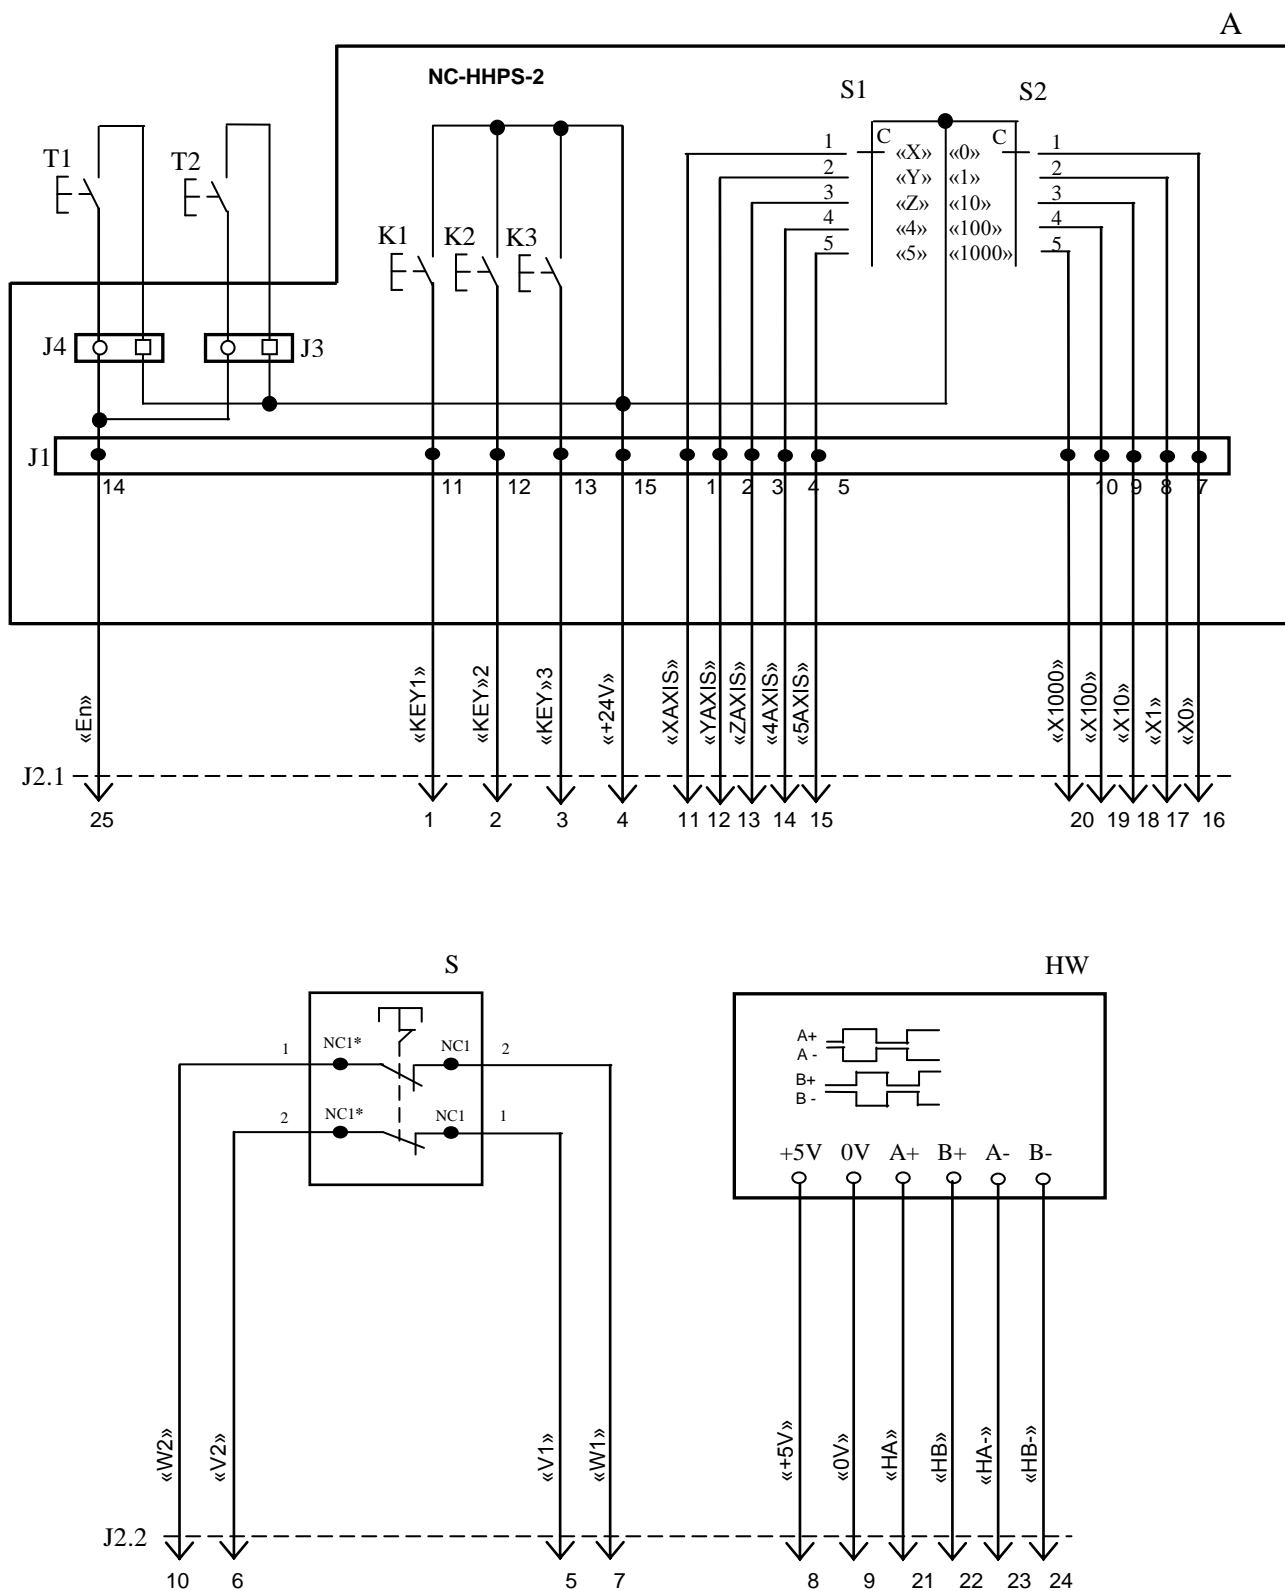 A
NC-HHPS-2
S1 S2
T1 T2
1 C «X» «0» C 1
2 «Y» «1» 2
3 «Z» «10» 3
4 «4» «100» 4
5 «5» «1000» 5
K1 K2 K3
J4 J3
J1
14 11 12 13 15 1 2 3 4 5 10 9 8 7
«En» «KEY1» «KEY»2 «KEY»3 «+24V» «XAXIS» «YAXIS» «ZAXIS» «4AXIS» «5AXIS» «X1000» «X100» «X10» «X1» «X0»
J2.1
25 1 2 3 4 11 12 13 14 15 20 19 18 17 16
S HW
1 NC1* NC1 2
2 NC1* NC1 1
A+
A -
B+
B -
+5V 0V A+ B+ A- B-
«W2» «V2» «V1» «W1» «+5V» «0V» «HA» «HB» «HA-» «HB-»
J2.2
10 6 5 7 8 9 21 22 23 24